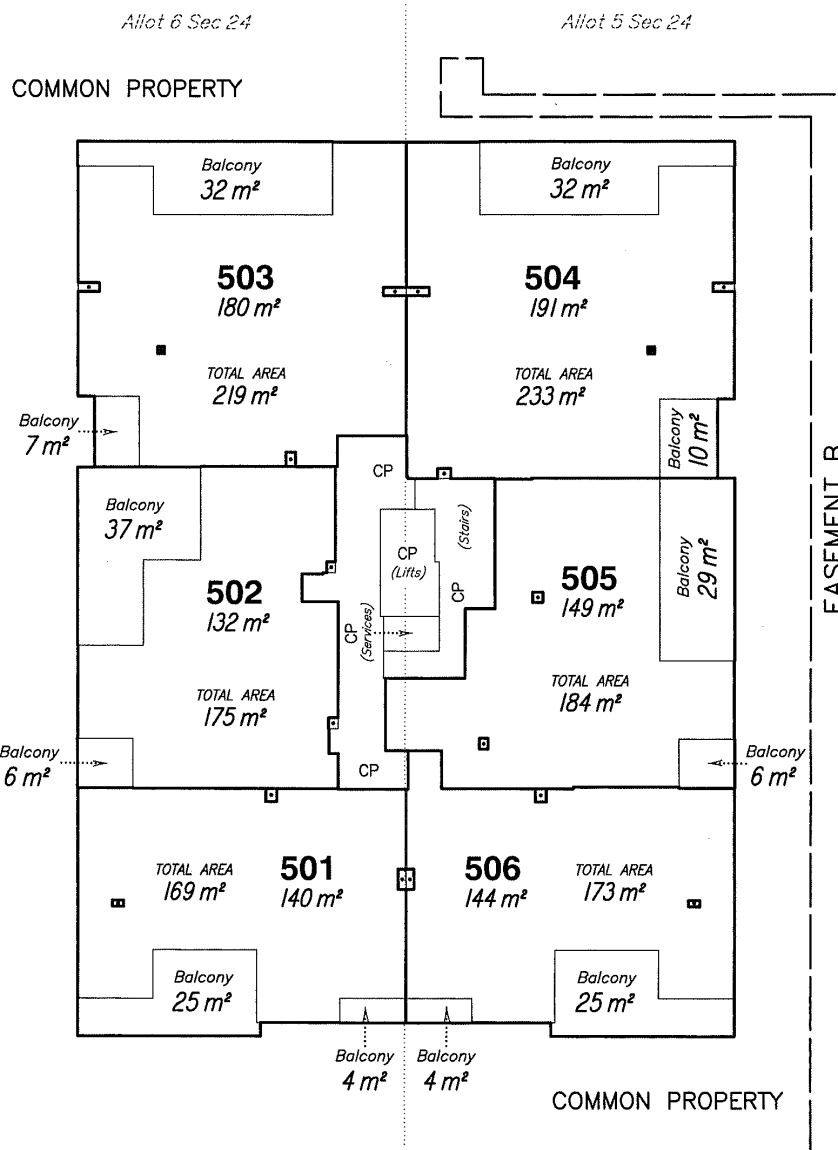 Allot 6 Sec 24
Allot 5 Sec 24
COMMON PROPERTY
Balcony
32 m²
Balcony
32 m²
503
180 m²
TOTAL AREA
219 m²
504
191 m²
TOTAL AREA
233 m²
Balcony
7 m²
Balcony
10 m²
EASEMENT B
CP
(Stairs)
Balcony
37 m²
CP
(Lifts)
CP
CP
(Services)
502
132 m²
TOTAL AREA
175 m²
505
149 m²
TOTAL AREA
184 m²
Balcony
29 m²
Balcony
6 m²
CP
Balcony
6 m²
TOTAL AREA
169 m²
501
140 m²
506
144 m²
TOTAL AREA
173 m²
Balcony
25 m²
Balcony
25 m²
Balcony
4 m²
Balcony
4 m²
COMMON PROPERTY